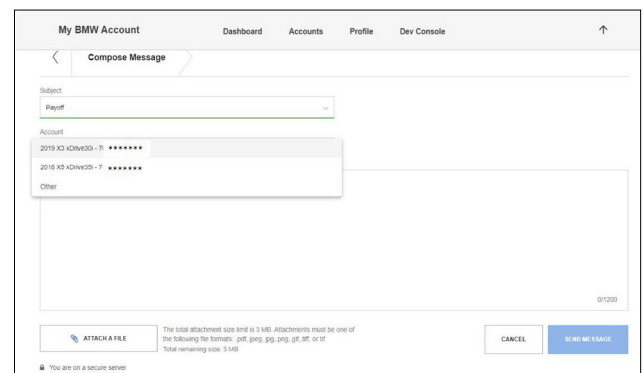 My BMW Account Dashboard Accounts Profile Dev Console
Compose Message
Subject
Payoff
Account
2019 X3 xDrive30i - 7 *******
2016 X5 xDrive35i - 7 *******
Other
0/1200
ATTACH A FILE
The total attachment size limit is 3 MB. Attachments must be one of
the following file formats: .pdf, .jpeg, .jpg, .png, .gif, .tiff, or .tif
Total remaining size: 3 MB
CANCEL
SEND MESSAGE
You are on a secure server